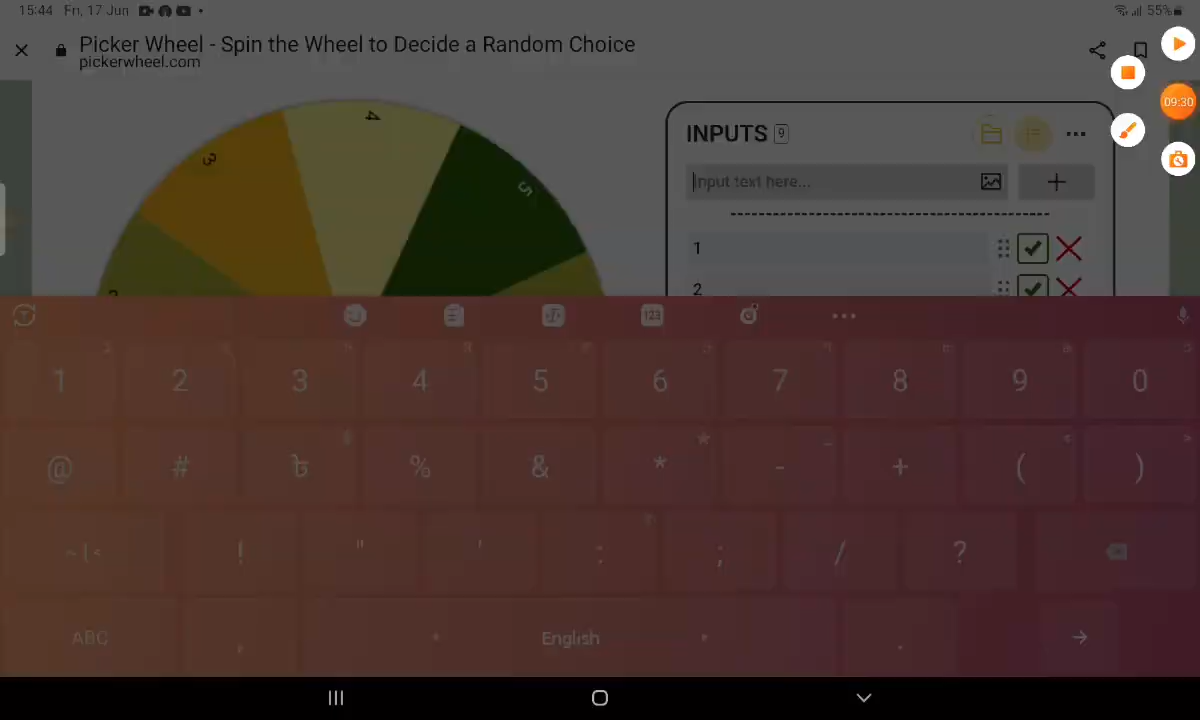 15:44 Fri, 17 Jun
55%
Picker Wheel - Spin the Wheel to Decide a Random Choice
pickerwheel.com
09:30
3
4
5
INPUTS 9
Input text here...
1
2
123
1 2 3 4 5 6 7 8 9 0
@ # ৳ % & * - + ( )
~ \ < ! " ' : ; / ?
ABC , English .